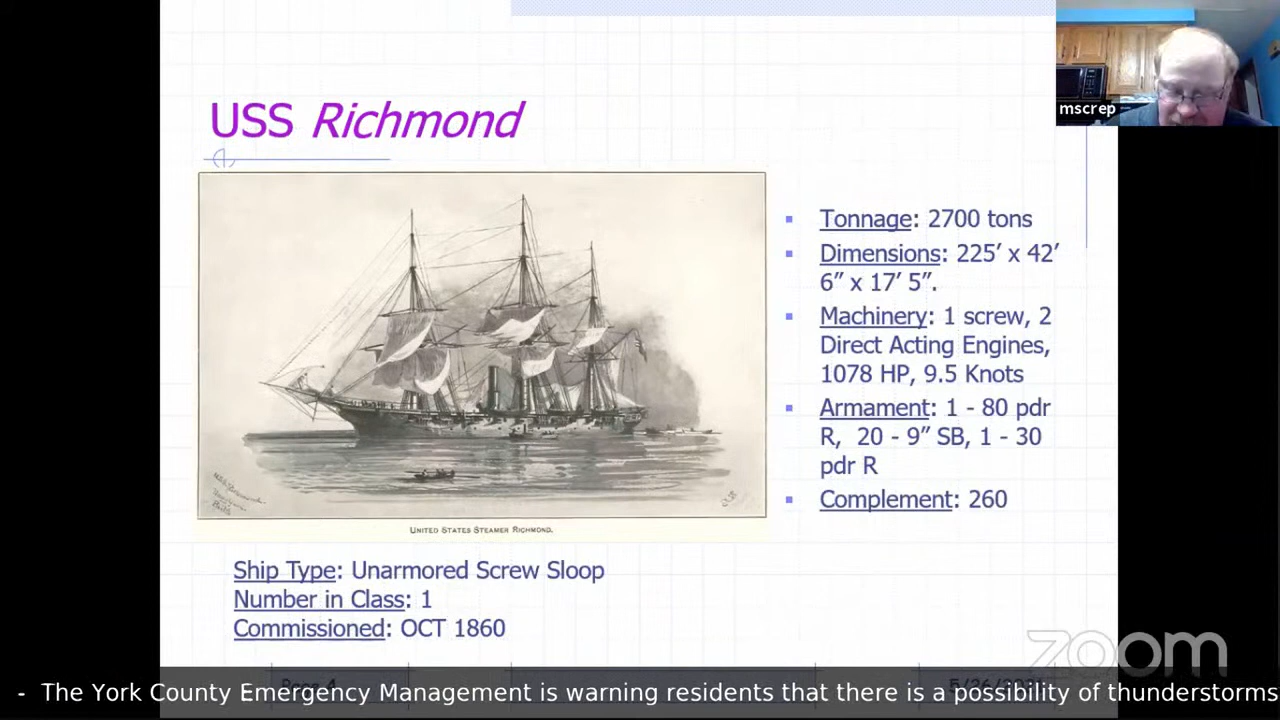 USS Richmond
mscrep
Tonnage: 2700 tons
Dimensions: 225′ x 42′
6″ x 17′ 5″.
Machinery: 1 screw, 2
Direct Acting Engines,
1078 HP, 9.5 Knots
Armament: 1 - 80 pdr
R, 20 - 9″ SB, 1 - 30
pdr R
Complement: 260
UNITED STATES STEAMER RICHMOND.
Ship Type: Unarmored Screw Sloop
Number in Class: 1
Commissioned: OCT 1860
zoom
- The York County Emergency Management is warning residents that there is a possibility of thunderstorms